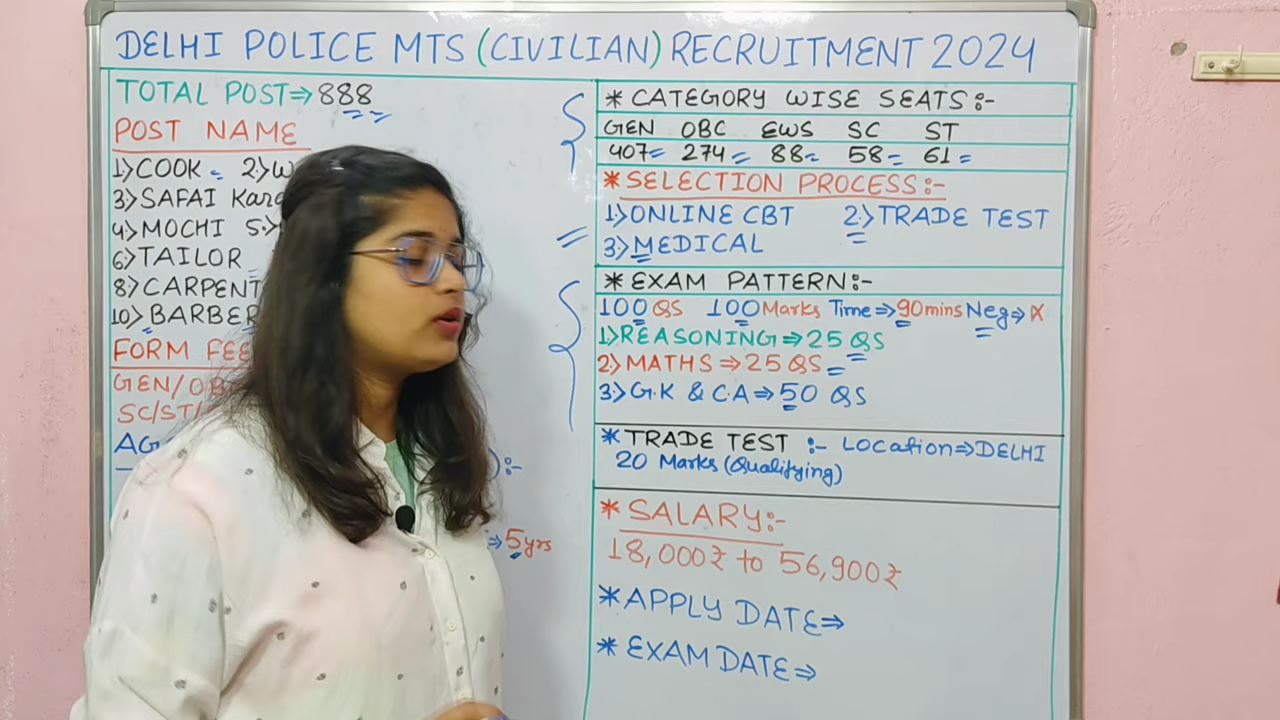 DELHI POLICE MTS (CIVILIAN) RECRUITMENT 2024
TOTAL POST⇒888
POST NAME
1⟩COOK 2⟩W
3⟩SAFAI Kara
4⟩MOCHI 5⟩
6⟩TAILOR
8⟩CARPENT
10⟩BARBER
FORM FEE
GEN/OB
SC/ST/
AG
):-
⇒5yrs
* CATEGORY WISE SEATS:-
GEN OBC EWS SC ST
407 274 88 58 61
*SELECTION PROCESS:-
1⟩ONLINE CBT 2⟩TRADE TEST
3⟩MEDICAL
* EXAM PATTERN:-
100 QS 100 Marks Time⇒90mins Neg⇒X
1⟩REASONING⇒25 QS
2⟩MATHS⇒25 QS
3⟩G.K & C.A⇒50 QS
*TRADE TEST :- Location⇒DELHI
20 Marks (Qualifying)
* SALARY:-
18,000₹ to 56,900₹
*APPLY DATE⇒
* EXAM DATE⇒